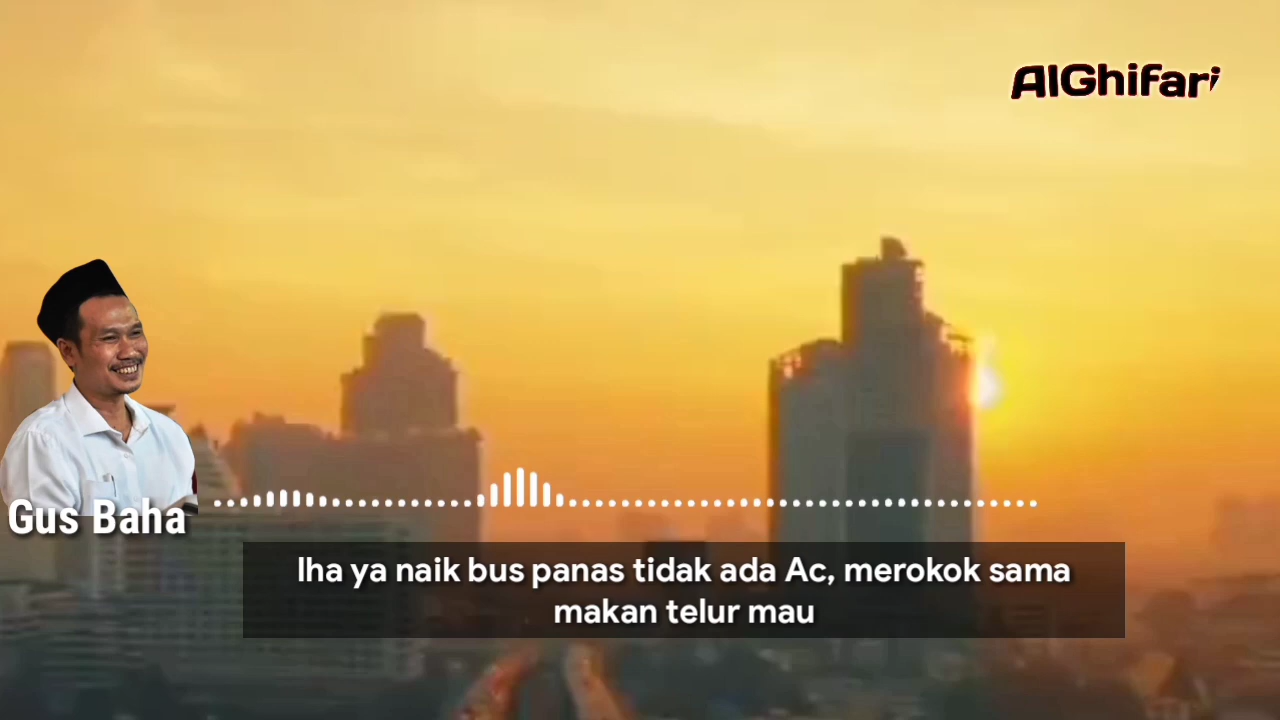 AlGhifari
Gus Baha
lha ya naik bus panas tidak ada Ac, merokok sama
makan telur mau